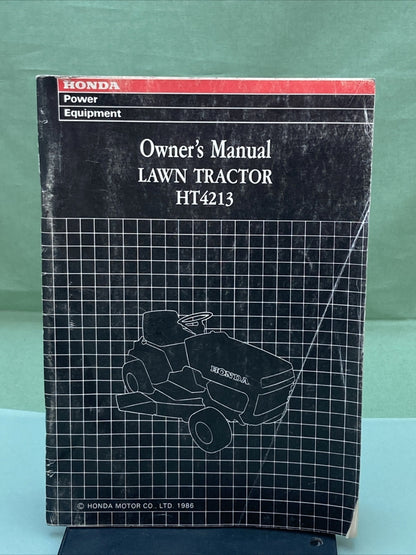 HONDA
Power
Equipment
Owner's Manual
LAWN TRACTOR
HT4213
HONDA
© HONDA MOTOR CO., LTD. 1986